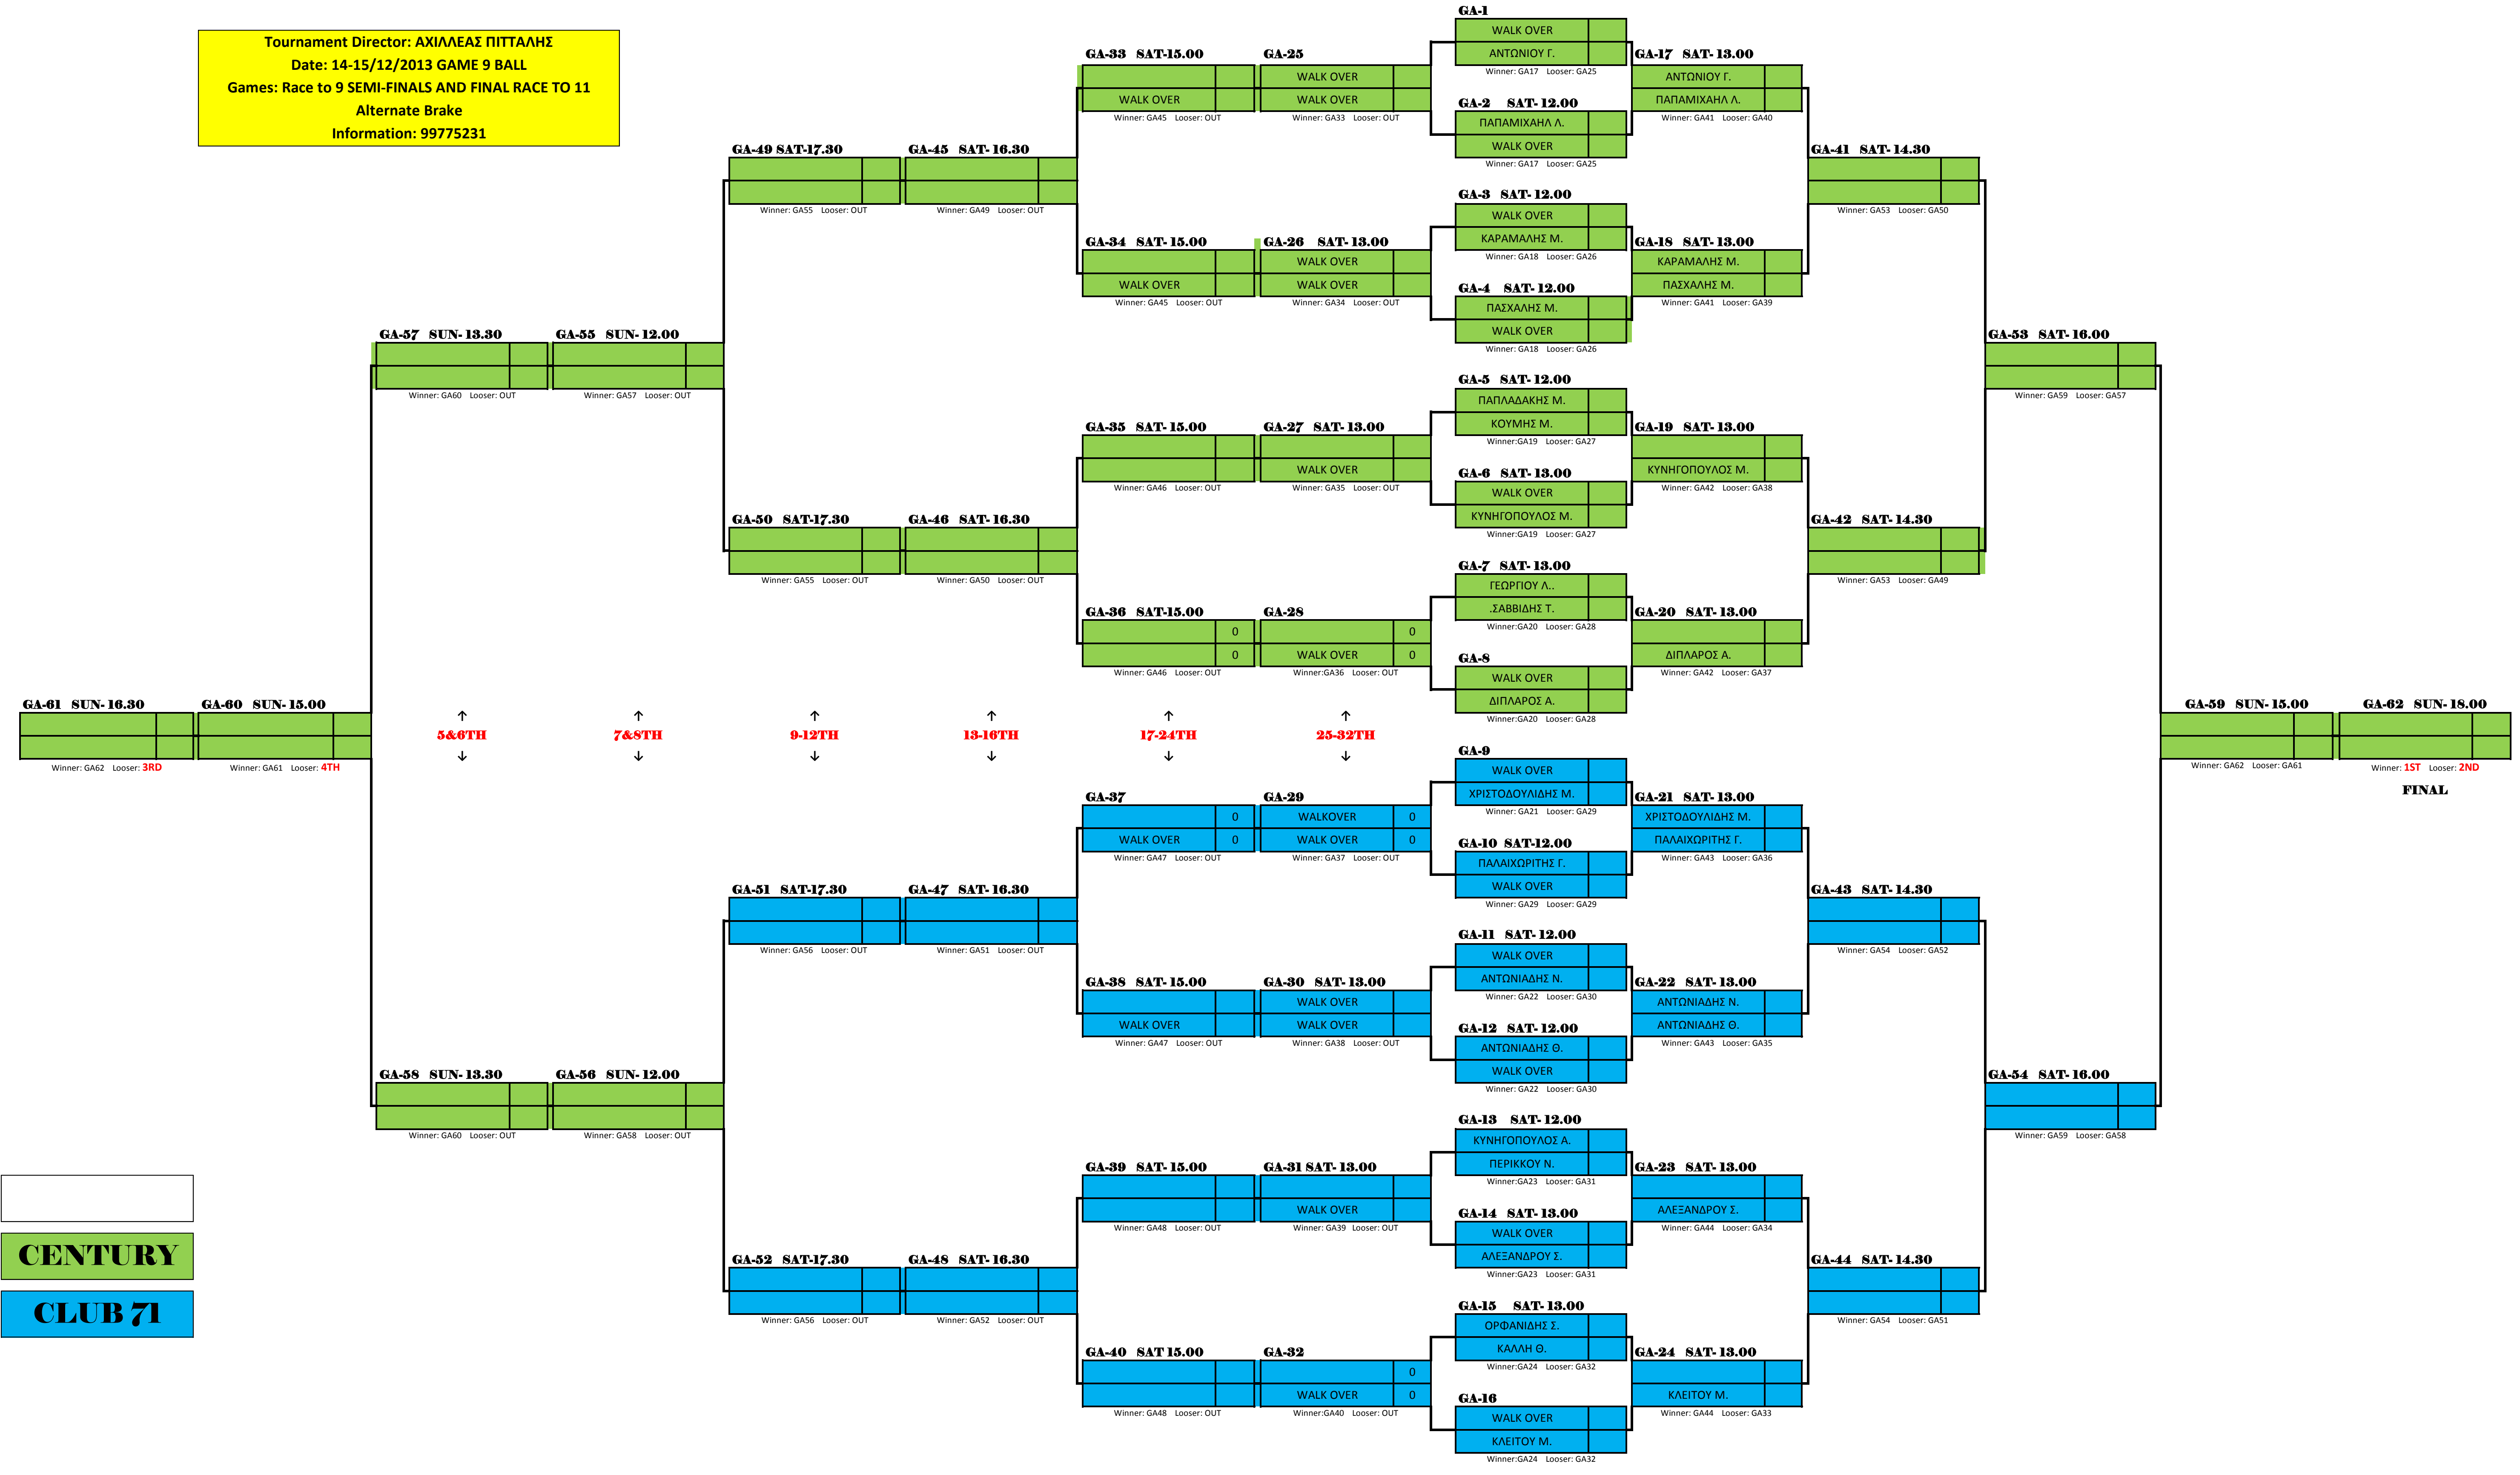 Tournament Director: ΑΧΙΛΛΕΑΣ ΠΙΤΤΑΛΗΣ
Date: 14-15/12/2013 GAME 9 BALL
Games: Race to 9 SEMI-FINALS AND FINAL RACE TO 11
Alternate Brake
Information: 99775231
GA-61 SUN- 16.30
Winner: GA62 Looser: 3RD
GA-60 SUN- 15.00
Winner: GA61 Looser: 4TH
GA-57 SUN- 13.30
Winner: GA60 Looser: OUT
GA-58 SUN- 13.30
Winner: GA60 Looser: OUT
GA-55 SUN- 12.00
Winner: GA57 Looser: OUT
GA-56 SUN- 12.00
Winner: GA58 Looser: OUT
GA-49 SAT-17.30
Winner: GA55 Looser: OUT
GA-50 SAT-17.30
Winner: GA55 Looser: OUT
GA-51 SAT-17.30
Winner: GA56 Looser: OUT
GA-52 SAT-17.30
Winner: GA56 Looser: OUT
GA-45 SAT- 16.30
Winner: GA49 Looser: OUT
GA-46 SAT- 16.30
Winner: GA50 Looser: OUT
GA-47 SAT- 16.30
Winner: GA51 Looser: OUT
GA-48 SAT- 16.30
Winner: GA52 Looser: OUT
↑ ↑ ↑ ↑ ↑ ↑
5&6TH 7&8TH 9-12TH 13-16TH 17-24TH 25-32TH
↓ ↓ ↓ ↓ ↓ ↓
GA-33 SAT-15.00
WALK OVER
Winner: GA45 Looser: OUT
GA-34 SAT- 15.00
WALK OVER
Winner: GA45 Looser: OUT
GA-35 SAT- 15.00
Winner: GA46 Looser: OUT
GA-36 SAT-15.00
0
0
Winner: GA46 Looser: OUT
GA-37
0
WALK OVER 0
Winner: GA47 Looser: OUT
GA-38 SAT- 15.00
WALK OVER
Winner: GA47 Looser: OUT
GA-39 SAT- 15.00
Winner: GA48 Looser: OUT
GA-40 SAT 15.00
Winner: GA48 Looser: OUT
GA-25
WALK OVER
WALK OVER
Winner: GA33 Looser: OUT
GA-26 SAT- 13.00
WALK OVER
WALK OVER
Winner: GA34 Looser: OUT
GA-27 SAT- 13.00
WALK OVER
Winner: GA35 Looser: OUT
GA-28
0
WALK OVER 0
Winner:GA36 Looser: OUT
GA-29
WALKOVER 0
WALK OVER 0
Winner: GA37 Looser: OUT
GA-30 SAT- 13.00
WALK OVER
WALK OVER
Winner: GA38 Looser: OUT
GA-31 SAT- 13.00
WALK OVER
Winner: GA39 Looser: OUT
GA-32
0
WALK OVER 0
Winner:GA40 Looser: OUT
GA-1
WALK OVER
ΑΝΤΩΝΙΟΥ Γ.
Winner: GA17 Looser: GA25
GA-2 SAT- 12.00
ΠΑΠΑΜΙΧΑΗΛ Λ.
WALK OVER
Winner: GA17 Looser: GA25
GA-3 SAT- 12.00
WALK OVER
ΚΑΡΑΜΑΛΗΣ Μ.
Winner: GA18 Looser: GA26
GA-4 SAT- 12.00
ΠΑΣΧΑΛΗΣ Μ.
WALK OVER
Winner: GA18 Looser: GA26
GA-5 SAT- 12.00
ΠΑΠΛΑΔΑΚΗΣ Μ.
ΚΟΥΜΗΣ Μ.
Winner:GA19 Looser: GA27
GA-6 SAT- 13.00
WALK OVER
ΚΥΝΗΓΟΠΟΥΛΟΣ Μ.
Winner:GA19 Looser: GA27
GA-7 SAT- 13.00
ΓΕΩΡΓΙΟΥ Λ..
.ΣΑΒΒΙΔΗΣ Τ.
Winner:GA20 Looser: GA28
GA-8
WALK OVER
ΔΙΠΛΑΡΟΣ Α.
Winner:GA20 Looser: GA28
GA-9
WALK OVER
ΧΡΙΣΤΟΔΟΥΛΙΔΗΣ Μ.
Winner: GA21 Looser: GA29
GA-10 SAT-12.00
ΠΑΛΑΙΧΩΡΙΤΗΣ Γ.
WALK OVER
Winner: GA29 Looser: GA29
GA-11 SAT- 12.00
WALK OVER
ΑΝΤΩΝΙΑΔΗΣ Ν.
Winner: GA22 Looser: GA30
GA-12 SAT- 12.00
ΑΝΤΩΝΙΑΔΗΣ Θ.
WALK OVER
Winner: GA22 Looser: GA30
GA-13 SAT- 12.00
ΚΥΝΗΓΟΠΟΥΛΟΣ Α.
ΠΕΡΙΚΚΟΥ Ν.
Winner:GA23 Looser: GA31
GA-14 SAT- 13.00
WALK OVER
ΑΛΕΞΑΝΔΡΟΥ Σ.
Winner:GA23 Looser: GA31
GA-15 SAT- 13.00
ΟΡΦΑΝΙΔΗΣ Σ.
ΚΑΛΛΗ Θ.
Winner:GA24 Looser: GA32
GA-16
WALK OVER
ΚΛΕΙΤΟΥ Μ.
Winner:GA24 Looser: GA32
GA-17 SAT- 13.00
ΑΝΤΩΝΙΟΥ Γ.
ΠΑΠΑΜΙΧΑΗΛ Λ.
Winner: GA41 Looser: GA40
GA-18 SAT- 13.00
ΚΑΡΑΜΑΛΗΣ Μ.
ΠΑΣΧΑΛΗΣ Μ.
Winner: GA41 Looser: GA39
GA-19 SAT- 13.00
ΚΥΝΗΓΟΠΟΥΛΟΣ Μ.
Winner: GA42 Looser: GA38
GA-20 SAT- 13.00
ΔΙΠΛΑΡΟΣ Α.
Winner: GA42 Looser: GA37
GA-21 SAT- 13.00
ΧΡΙΣΤΟΔΟΥΛΙΔΗΣ Μ.
ΠΑΛΑΙΧΩΡΙΤΗΣ Γ.
Winner: GA43 Looser: GA36
GA-22 SAT- 13.00
ΑΝΤΩΝΙΑΔΗΣ Ν.
ΑΝΤΩΝΙΑΔΗΣ Θ.
Winner: GA43 Looser: GA35
GA-23 SAT- 13.00
ΑΛΕΞΑΝΔΡΟΥ Σ.
Winner: GA44 Looser: GA34
GA-24 SAT- 13.00
ΚΛΕΙΤΟΥ Μ.
Winner: GA44 Looser: GA33
GA-41 SAT- 14.30
Winner: GA53 Looser: GA50
GA-42 SAT- 14.30
Winner: GA53 Looser: GA49
GA-43 SAT- 14.30
Winner: GA54 Looser: GA52
GA-44 SAT- 14.30
Winner: GA54 Looser: GA51
GA-53 SAT- 16.00
Winner: GA59 Looser: GA57
GA-54 SAT- 16.00
Winner: GA59 Looser: GA58
GA-59 SUN- 15.00
Winner: GA62 Looser: GA61
GA-62 SUN- 18.00
Winner: 1ST Looser: 2ND
FINAL
CENTURY
CLUB 71